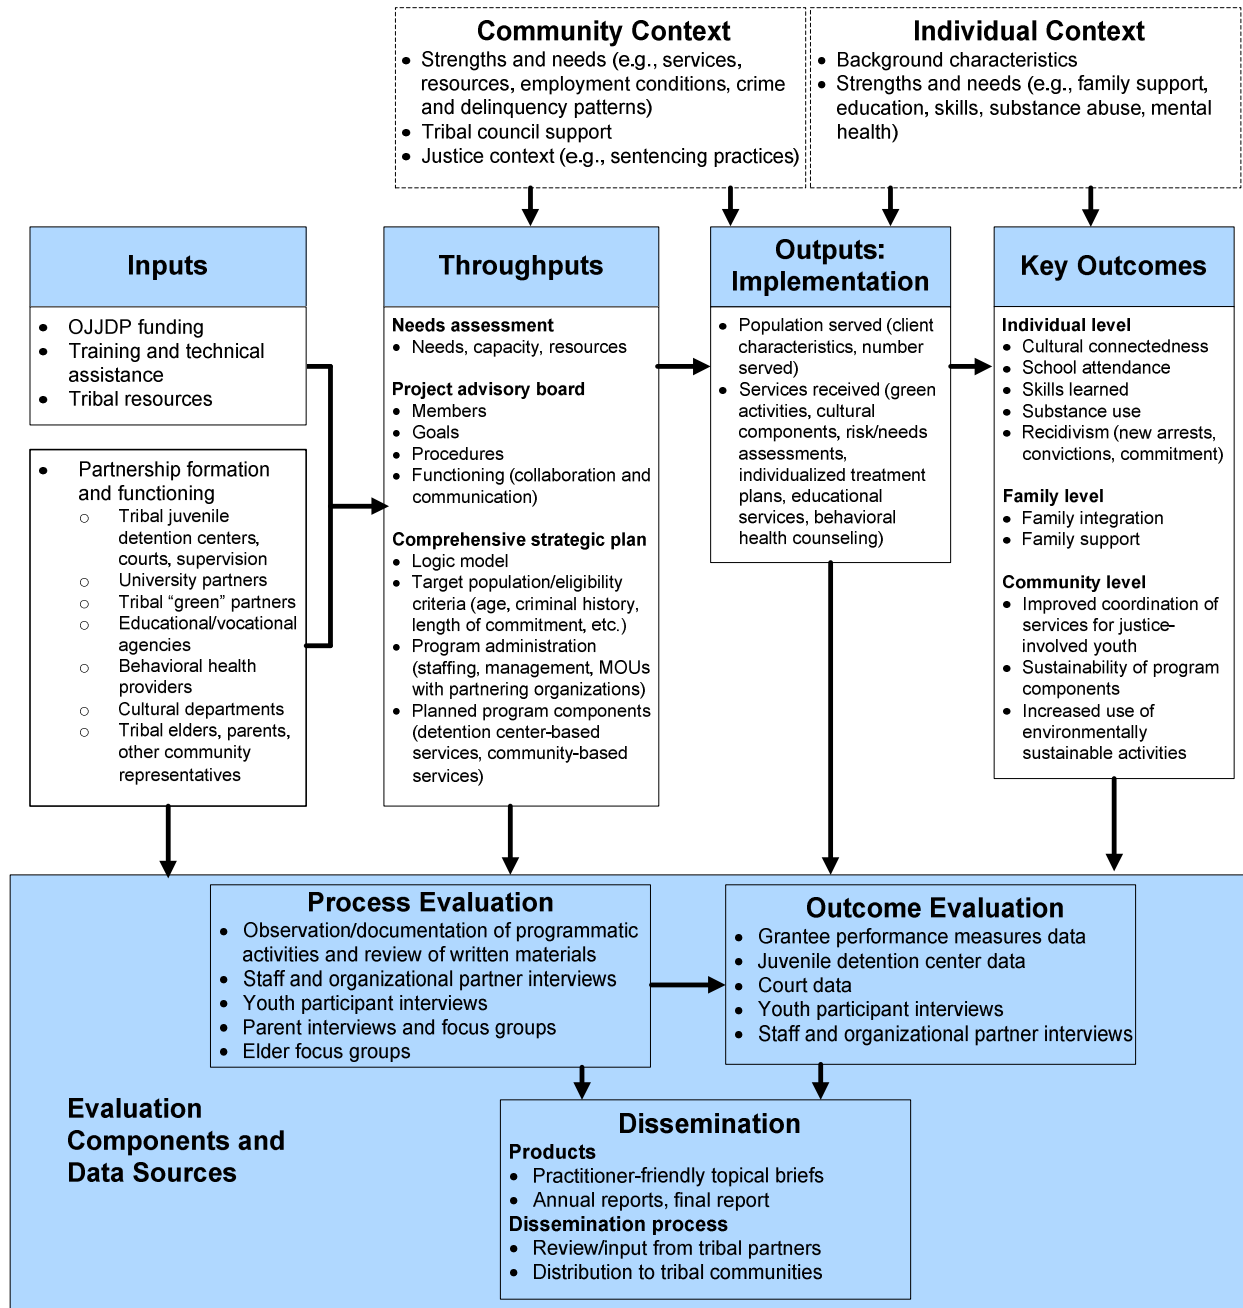 Community Context
• Strengths and needs (e.g., services,
resources, employment conditions, crime
and delinquency patterns)
• Tribal council support
• Justice context (e.g., sentencing practices)
Individual Context
• Background characteristics
• Strengths and needs (e.g., family support,
education, skills, substance abuse, mental
health)
Inputs
• OJJDP funding
• Training and technical
assistance
• Tribal resources
• Partnership formation
and functioning
○ Tribal juvenile
detention centers,
courts, supervision
○ University partners
○ Tribal “green” partners
○ Educational/vocational
agencies
○ Behavioral health
providers
○ Cultural departments
○ Tribal elders, parents,
other community
representatives
Throughputs
Needs assessment
• Needs, capacity, resources
Project advisory board
• Members
• Goals
• Procedures
• Functioning (collaboration and
communication)
Comprehensive strategic plan
• Logic model
• Target population/eligibility
criteria (age, criminal history,
length of commitment, etc.)
• Program administration
(staffing, management, MOUs
with partnering organizations)
• Planned program components
(detention center-based
services, community-based
services)
Outputs:
Implementation
• Population served (client
characteristics, number
served)
• Services received (green
activities, cultural
components, risk/needs
assessments,
individualized treatment
plans, educational
services, behavioral
health counseling)
Key Outcomes
Individual level
• Cultural connectedness
• School attendance
• Skills learned
• Substance use
• Recidivism (new arrests,
convictions, commitment)
Family level
• Family integration
• Family support
Community level
• Improved coordination of
services for justice-
involved youth
• Sustainability of program
components
• Increased use of
environmentally
sustainable activities
Process Evaluation
• Observation/documentation of programmatic
activities and review of written materials
• Staff and organizational partner interviews
• Youth participant interviews
• Parent interviews and focus groups
• Elder focus groups
Outcome Evaluation
• Grantee performance measures data
• Juvenile detention center data
• Court data
• Youth participant interviews
• Staff and organizational partner interviews
Evaluation
Components and
Data Sources
Dissemination
Products
• Practitioner-friendly topical briefs
• Annual reports, final report
Dissemination process
• Review/input from tribal partners
• Distribution to tribal communities